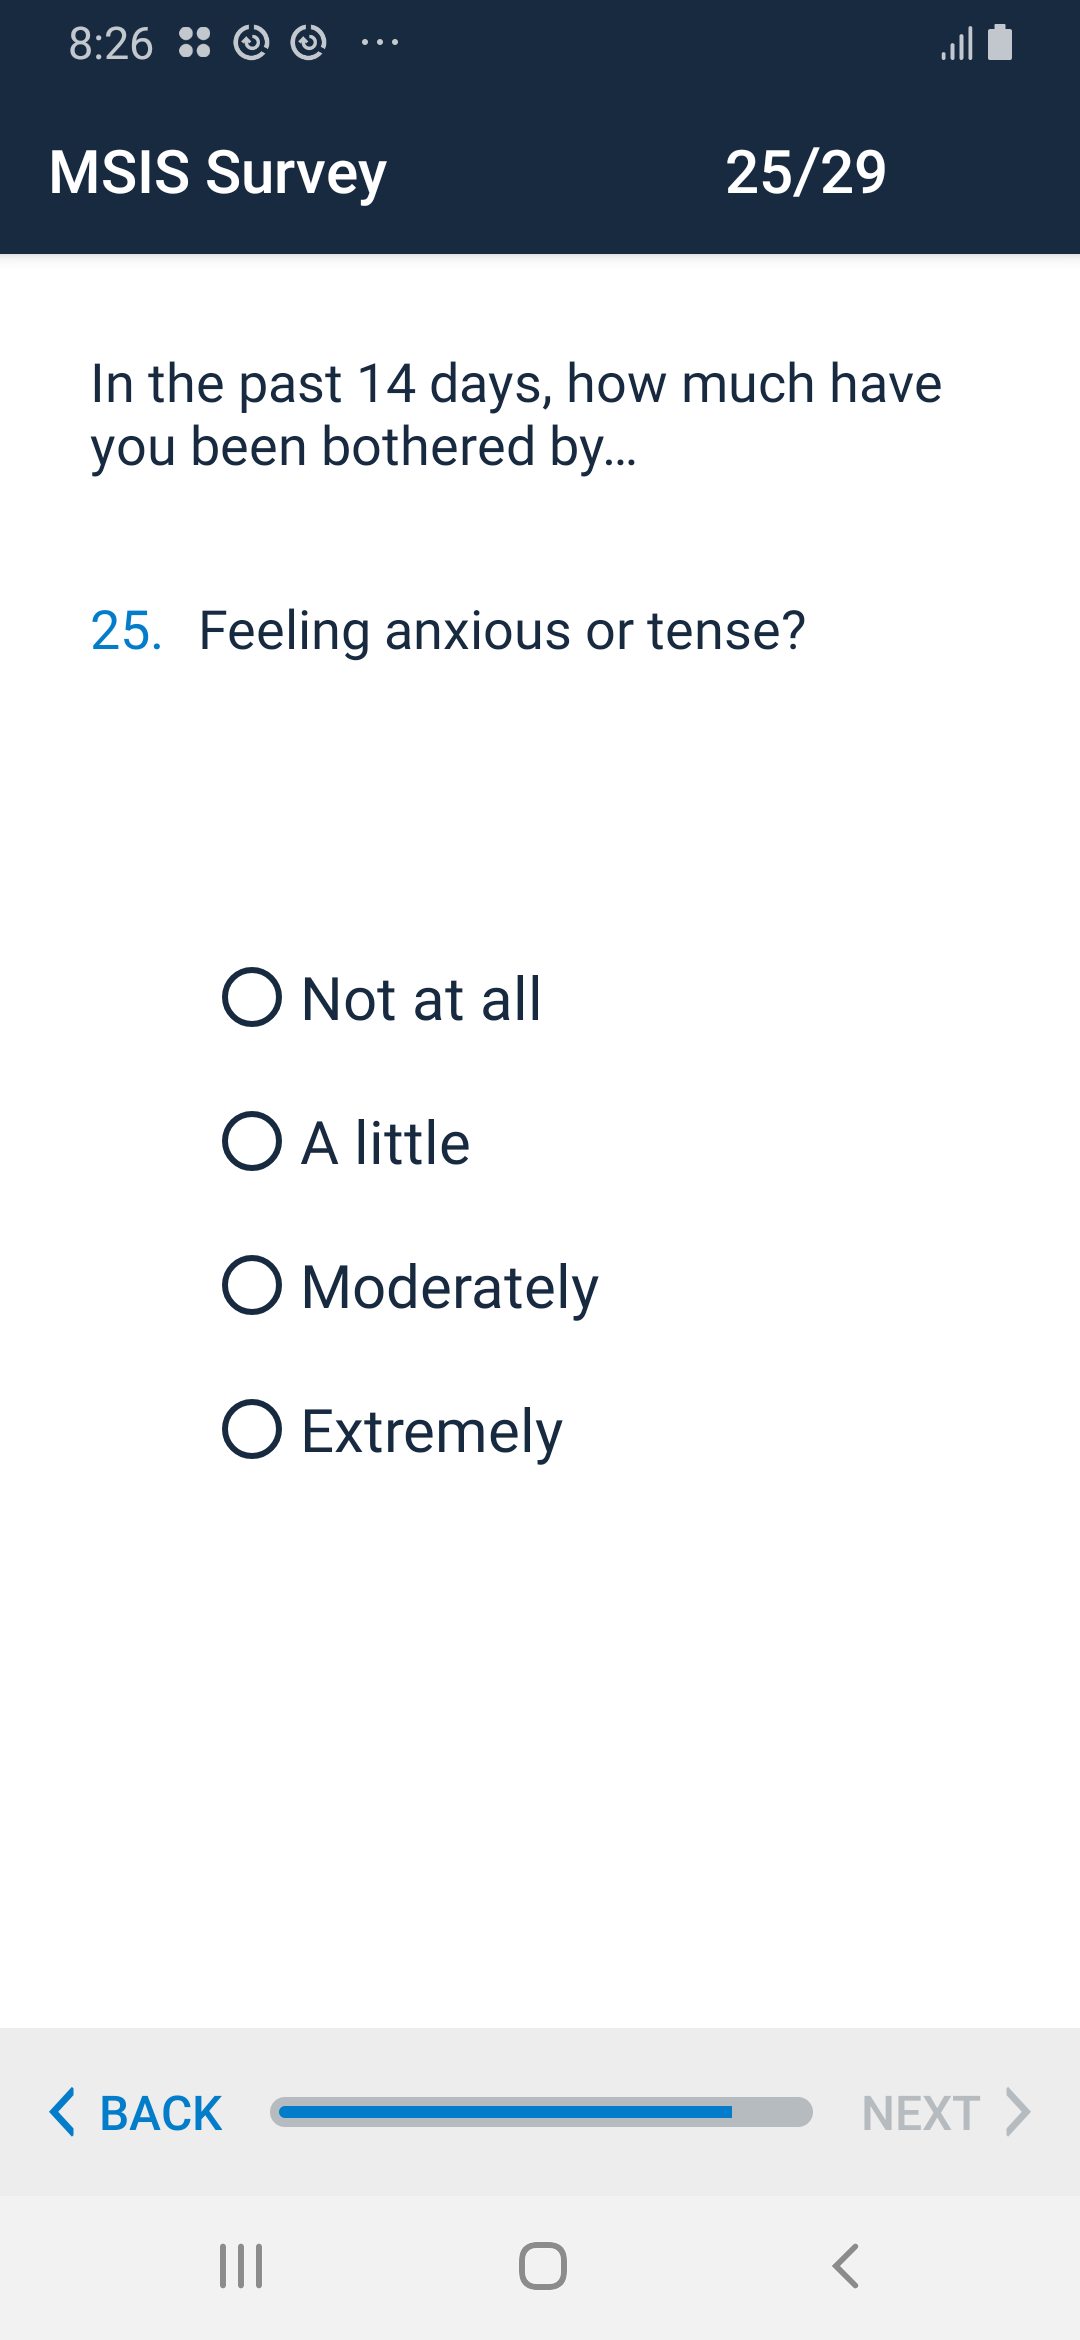 8:26
MSIS Survey 25/29
In the past 14 days, how much have
you been bothered by...
25. Feeling anxious or tense?
Not at all
A little
Moderately
Extremely
BACK NEXT